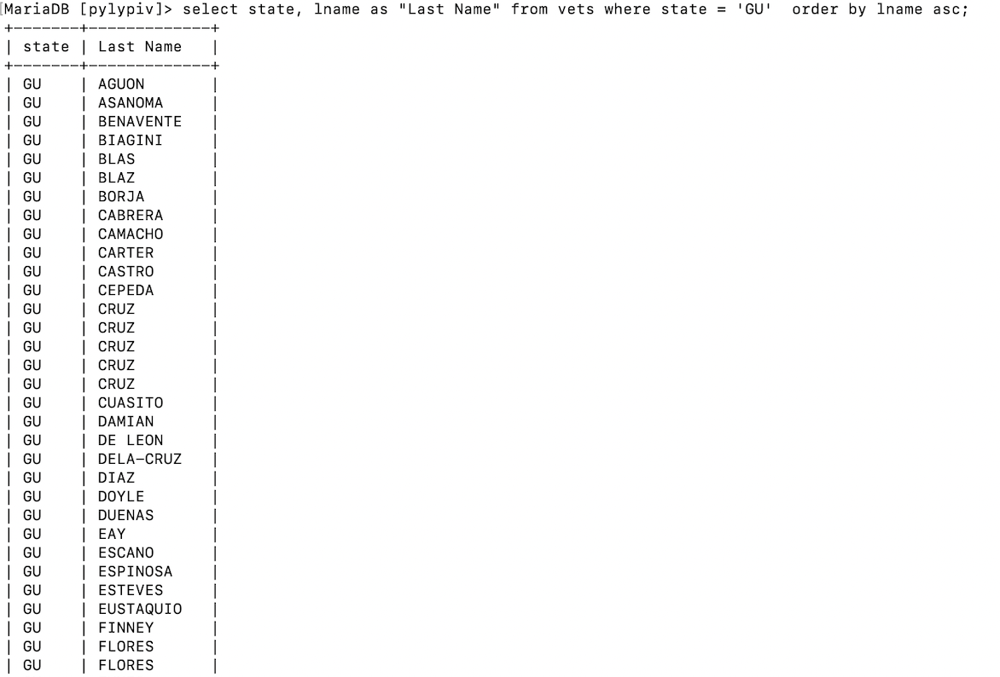 [MariaDB [pylypiv]> select state, lname as "Last Name" from vets where state = 'GU'  order by lname asc;
+-------+-------------+
| state | Last Name   |
+-------+-------------+
| GU    | AGUON       |
| GU    | ASANOMA     |
| GU    | BENAVENTE   |
| GU    | BIAGINI     |
| GU    | BLAS        |
| GU    | BLAZ        |
| GU    | BORJA       |
| GU    | CABRERA     |
| GU    | CAMACHO     |
| GU    | CARTER      |
| GU    | CASTRO      |
| GU    | CEPEDA      |
| GU    | CRUZ        |
| GU    | CRUZ        |
| GU    | CRUZ        |
| GU    | CRUZ        |
| GU    | CRUZ        |
| GU    | CUASITO     |
| GU    | DAMIAN      |
| GU    | DE LEON     |
| GU    | DELA-CRUZ   |
| GU    | DIAZ        |
| GU    | DOYLE       |
| GU    | DUENAS      |
| GU    | EAY         |
| GU    | ESCANO      |
| GU    | ESPINOSA    |
| GU    | ESTEVES     |
| GU    | EUSTAQUIO   |
| GU    | FINNEY      |
| GU    | FLORES      |
| GU    | FLORES      |